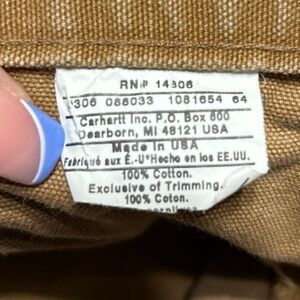 RN# 14806
306 088033 1081654 64
Carhartt Inc. P.O. Box 600
Dearborn, MI 48121 USA
Made in USA
Fabriqué aux É.-U•Hecho en los EE.UU.
100% Cotton.
Exclusive of Trimming.
100% Coton.